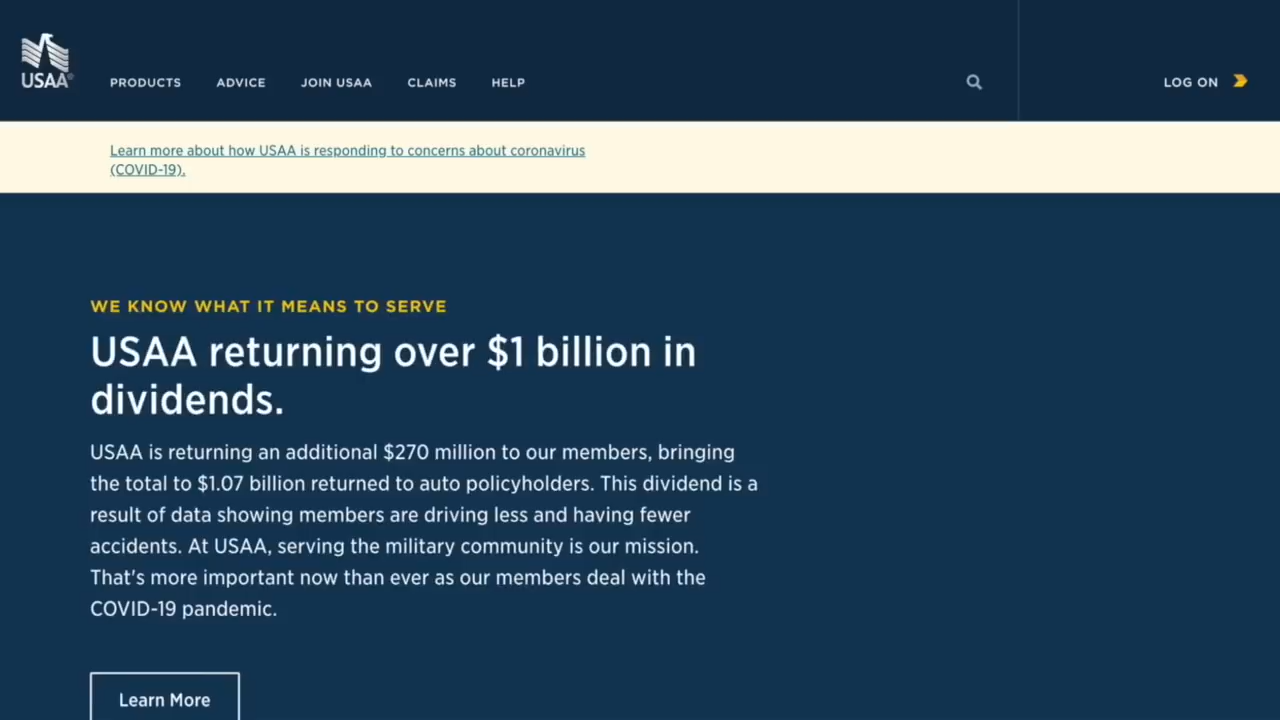 USAA®
PRODUCTS
ADVICE
JOIN USAA
CLAIMS
HELP
LOG ON
Learn more about how USAA is responding to concerns about coronavirus
(COVID-19).
WE KNOW WHAT IT MEANS TO SERVE
USAA returning over $1 billion in
dividends.
USAA is returning an additional $270 million to our members, bringing
the total to $1.07 billion returned to auto policyholders. This dividend is a
result of data showing members are driving less and having fewer
accidents. At USAA, serving the military community is our mission.
That's more important now than ever as our members deal with the
COVID-19 pandemic.
Learn More